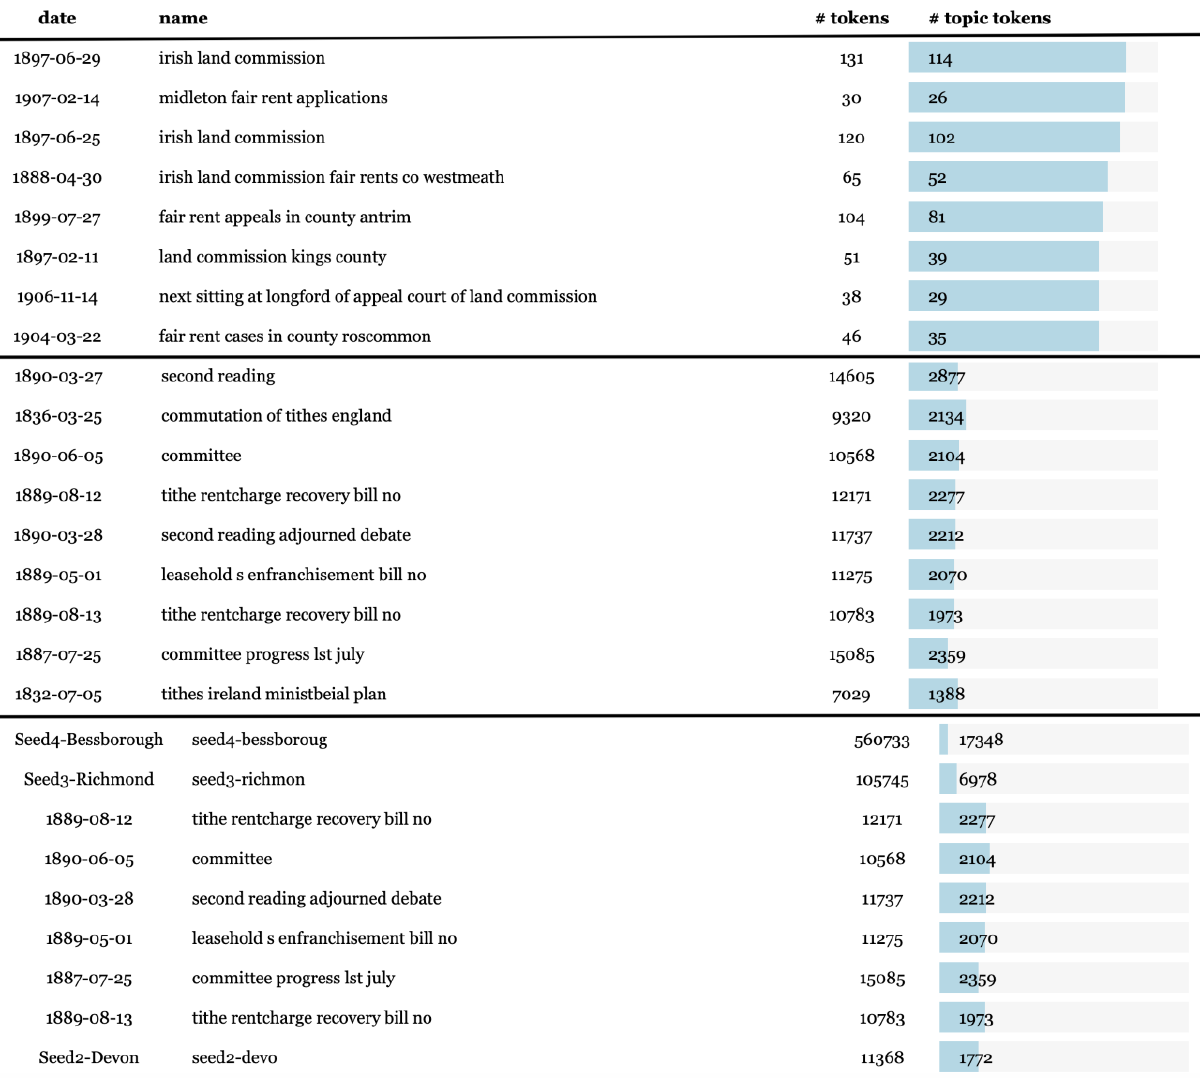 date name # tokens # topic tokens
1897-06-29 irish land commission 131 114
1907-02-14 midleton fair rent applications 30 26
1897-06-25 irish land commission 120 102
1888-04-30 irish land commission fair rents co westmeath 65 52
1899-07-27 fair rent appeals in county antrim 104 81
1897-02-11 land commission kings county 51 39
1906-11-14 next sitting at longford of appeal court of land commission 38 29
1904-03-22 fair rent cases in county roscommon 46 35
1890-03-27 second reading 14605 2877
1836-03-25 commutation of tithes england 9320 2134
1890-06-05 committee 10568 2104
1889-08-12 tithe rentcharge recovery bill no 12171 2277
1890-03-28 second reading adjourned debate 11737 2212
1889-05-01 leasehold s enfranchisement bill no 11275 2070
1889-08-13 tithe rentcharge recovery bill no 10783 1973
1887-07-25 committee progress lst july 15085 2359
1832-07-05 tithes ireland ministbeial plan 7029 1388
Seed4-Bessborough seed4-bessboroug 560733 17348
Seed3-Richmond seed3-richmon 105745 6978
1889-08-12 tithe rentcharge recovery bill no 12171 2277
1890-06-05 committee 10568 2104
1890-03-28 second reading adjourned debate 11737 2212
1889-05-01 leasehold s enfranchisement bill no 11275 2070
1887-07-25 committee progress lst july 15085 2359
1889-08-13 tithe rentcharge recovery bill no 10783 1973
Seed2-Devon seed2-devo 11368 1772